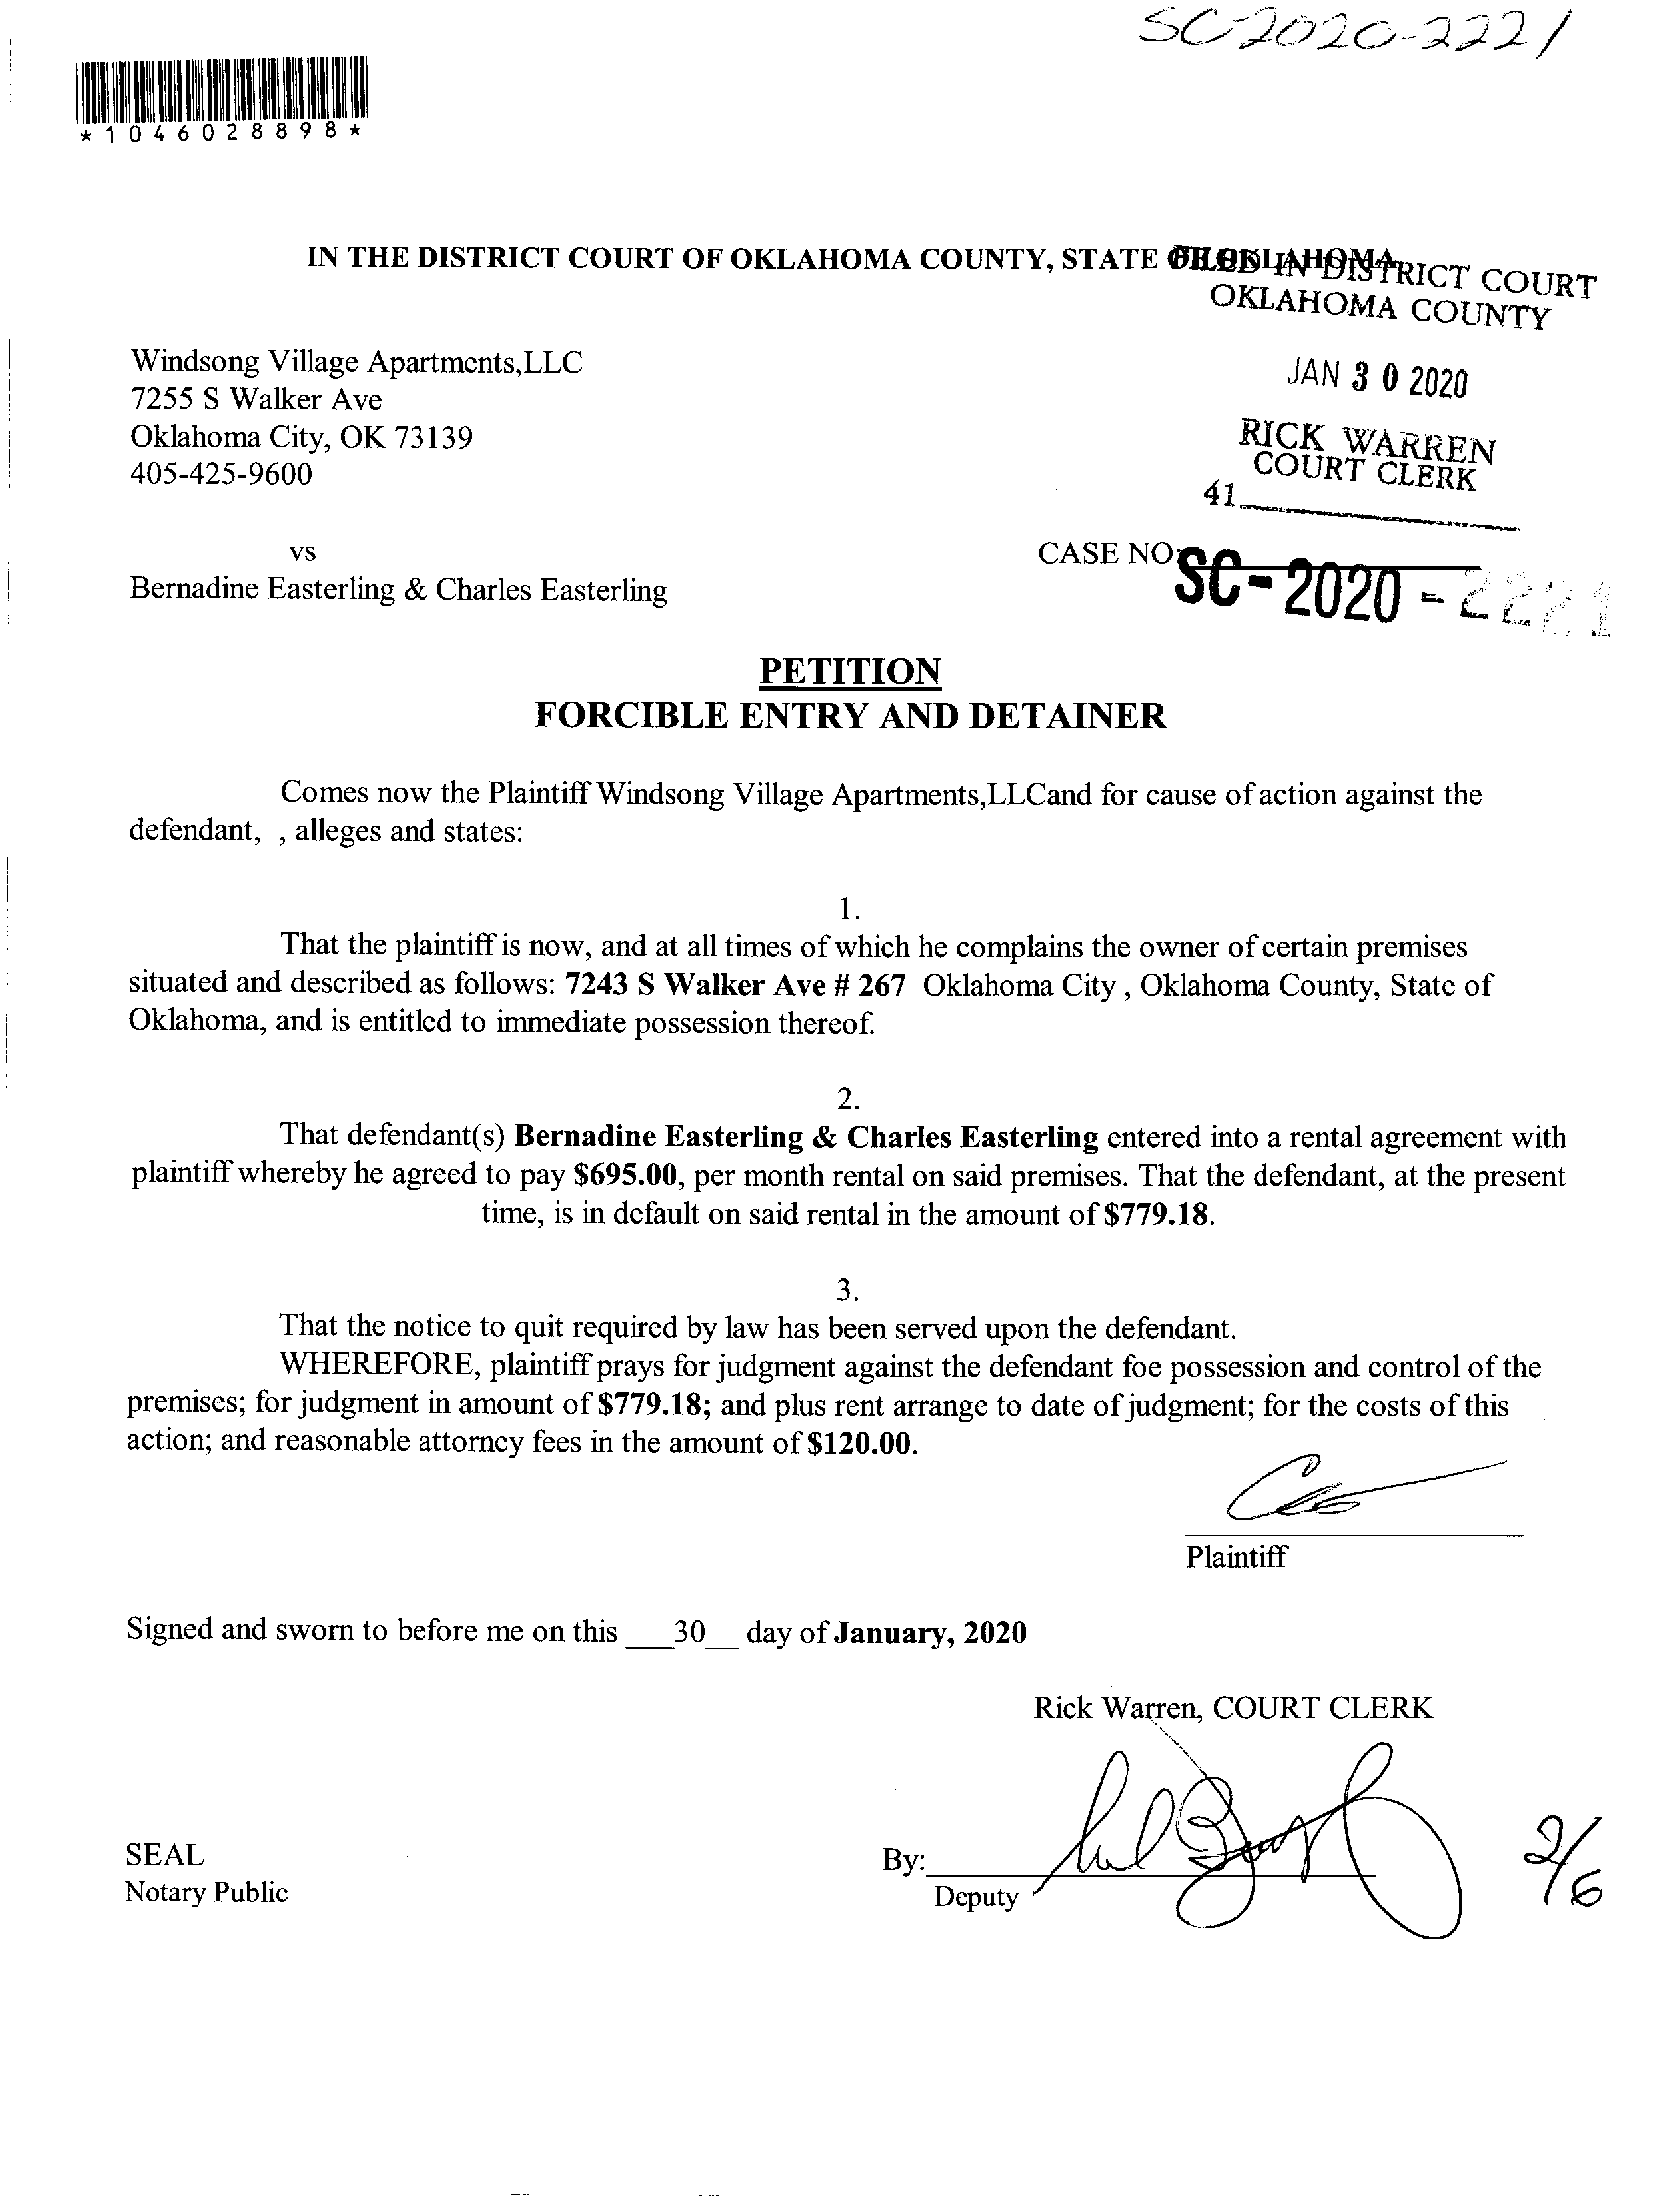 SC-2020-2221
*1046028898*
IN THE DISTRICT COURT OF OKLAHOMA COUNTY, STATE OF OKLAHOMA
FILED IN DISTRICT COURT
OKLAHOMA COUNTY
Windsong Village Apartments,LLC
7255 S Walker Ave
Oklahoma City, OK 73139
405-425-9600
JAN 30 2020
RICK WARREN
COURT CLERK
41
vs
Bernadine Easterling & Charles Easterling
CASE NO:
SC-2020-2221
PETITION
FORCIBLE ENTRY AND DETAINER
Comes now the Plaintiff Windsong Village Apartments,LLCand for cause of action against the
defendant, , alleges and states:
1.
That the plaintiff is now, and at all times of which he complains the owner of certain premises
situated and described as follows: 7243 S Walker Ave # 267 Oklahoma City , Oklahoma County, State of
Oklahoma, and is entitled to immediate possession thereof.
2.
That defendant(s) Bernadine Easterling & Charles Easterling entered into a rental agreement with
plaintiff whereby he agreed to pay $695.00, per month rental on said premises. That the defendant, at the present
time, is in default on said rental in the amount of $779.18.
3.
That the notice to quit required by law has been served upon the defendant.
WHEREFORE, plaintiff prays for judgment against the defendant foe possession and control of the
premises; for judgment in amount of $779.18; and plus rent arrange to date of judgment; for the costs of this
action; and reasonable attorney fees in the amount of $120.00.
Plaintiff
Signed and sworn to before me on this ___30__ day of January, 2020
Rick Warren, COURT CLERK
SEAL
Notary Public
By:
Deputy
2/6